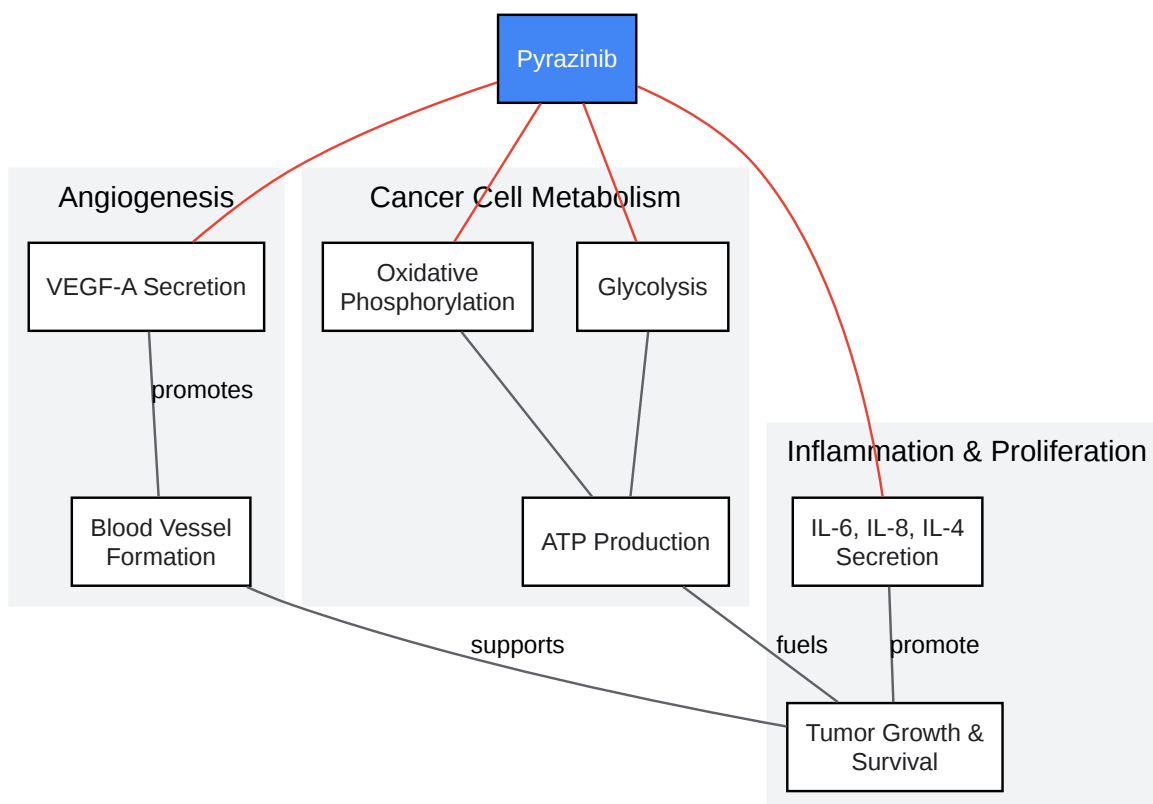 Pyrazinib
Angiogenesis
Cancer Cell Metabolism
VEGF-A Secretion
Oxidative
Phosphorylation
Glycolysis
promotes
Inflammation & Proliferation
Blood Vessel
Formation
ATP Production
IL-6, IL-8, IL-4
Secretion
supports
fuels
promote
Tumor Growth &
Survival